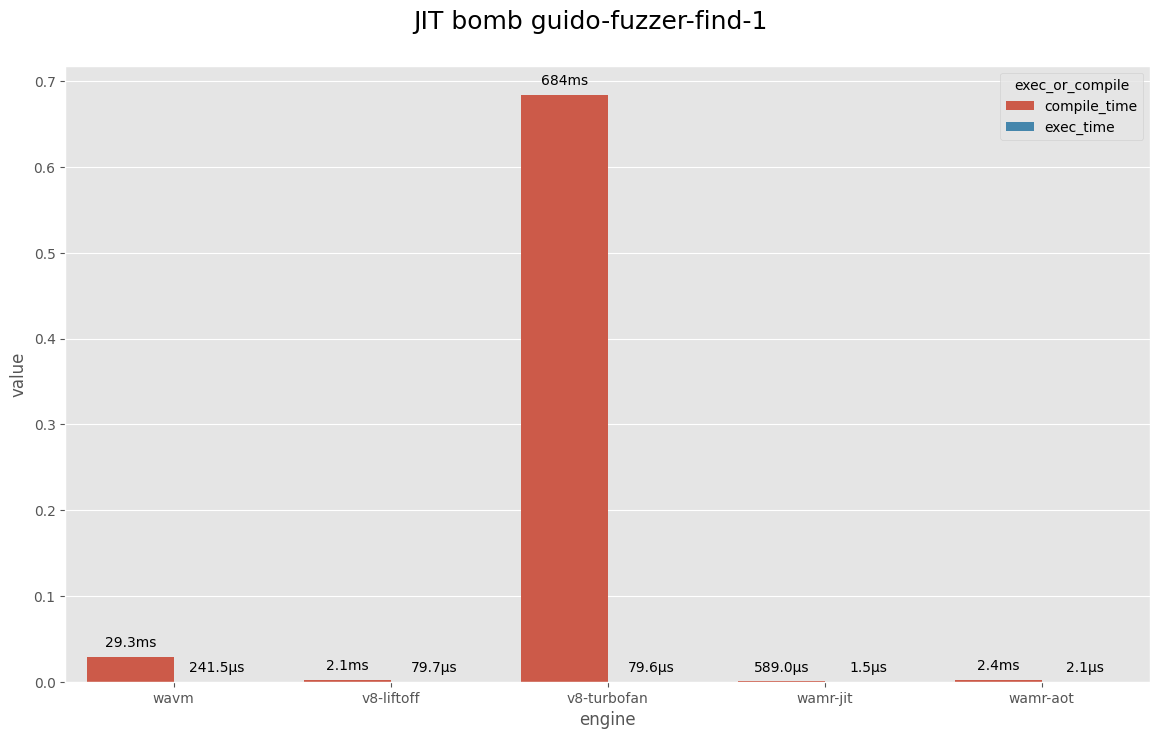 JIT bomb guido-fuzzer-find-1
exec_or_compile
compile_time
exec_time
value
0.7
0.6
0.5
0.4
0.3
0.2
0.1
0.0
29.3ms
241.5µs
2.1ms
79.7µs
684ms
79.6µs
589.0µs
1.5µs
2.4ms
2.1µs
wavm
v8-liftoff
v8-turbofan
wamr-jit
wamr-aot
engine